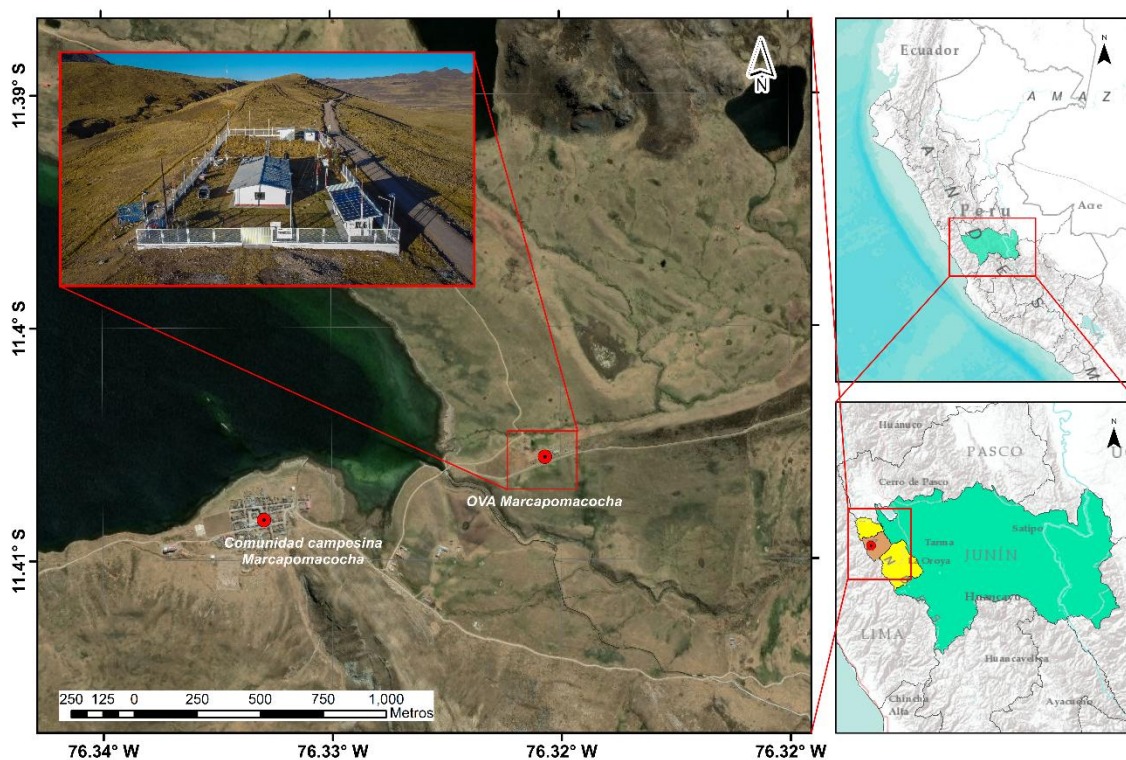 11.39° S
11.4° S
11.41° S
N
OVA Marcapomacocha
Comunidad campesina
Marcapomacocha
250 125 0 250 500 750 1,000
Metros
76.34° W
76.33° W
76.32° W
76.32° W
Ecuador
N
A M A Z
A N D E S
Peru
Acre
M
N
Huánuco
PASCO
Cerro de Pasco
Satipo
Tarma
JUNÍN
La Oroya
N
Huancayo
LIMA
Huancavelica
Chincha
Alta
Ayacucho